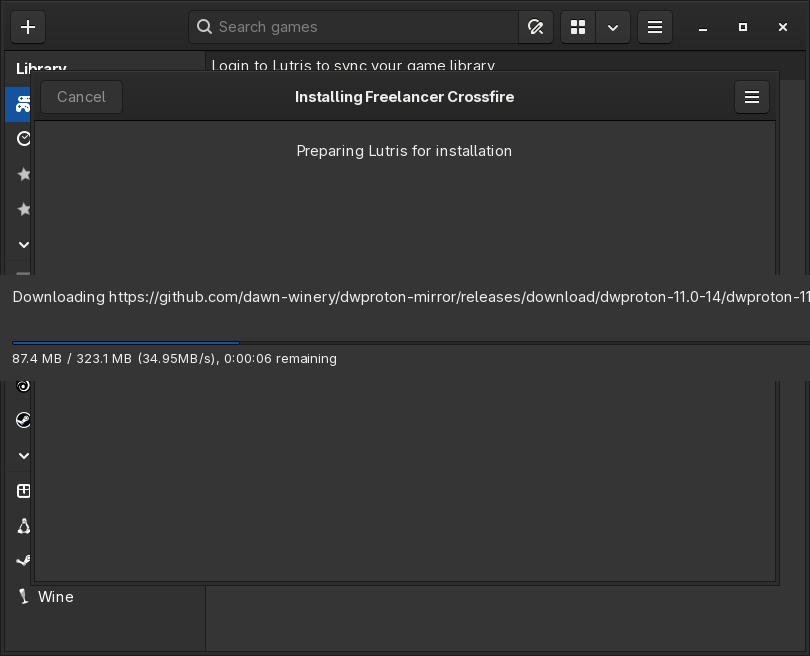 Search games
Library
Login to Lutris to sync your game library
Cancel
Installing Freelancer Crossfire
Preparing Lutris for installation
Downloading https://github.com/dawn-winery/dwproton-mirror/releases/download/dwproton-11.0-14/dwproton-11
87.4 MB / 323.1 MB (34.95MB/s), 0:00:06 remaining
Wine